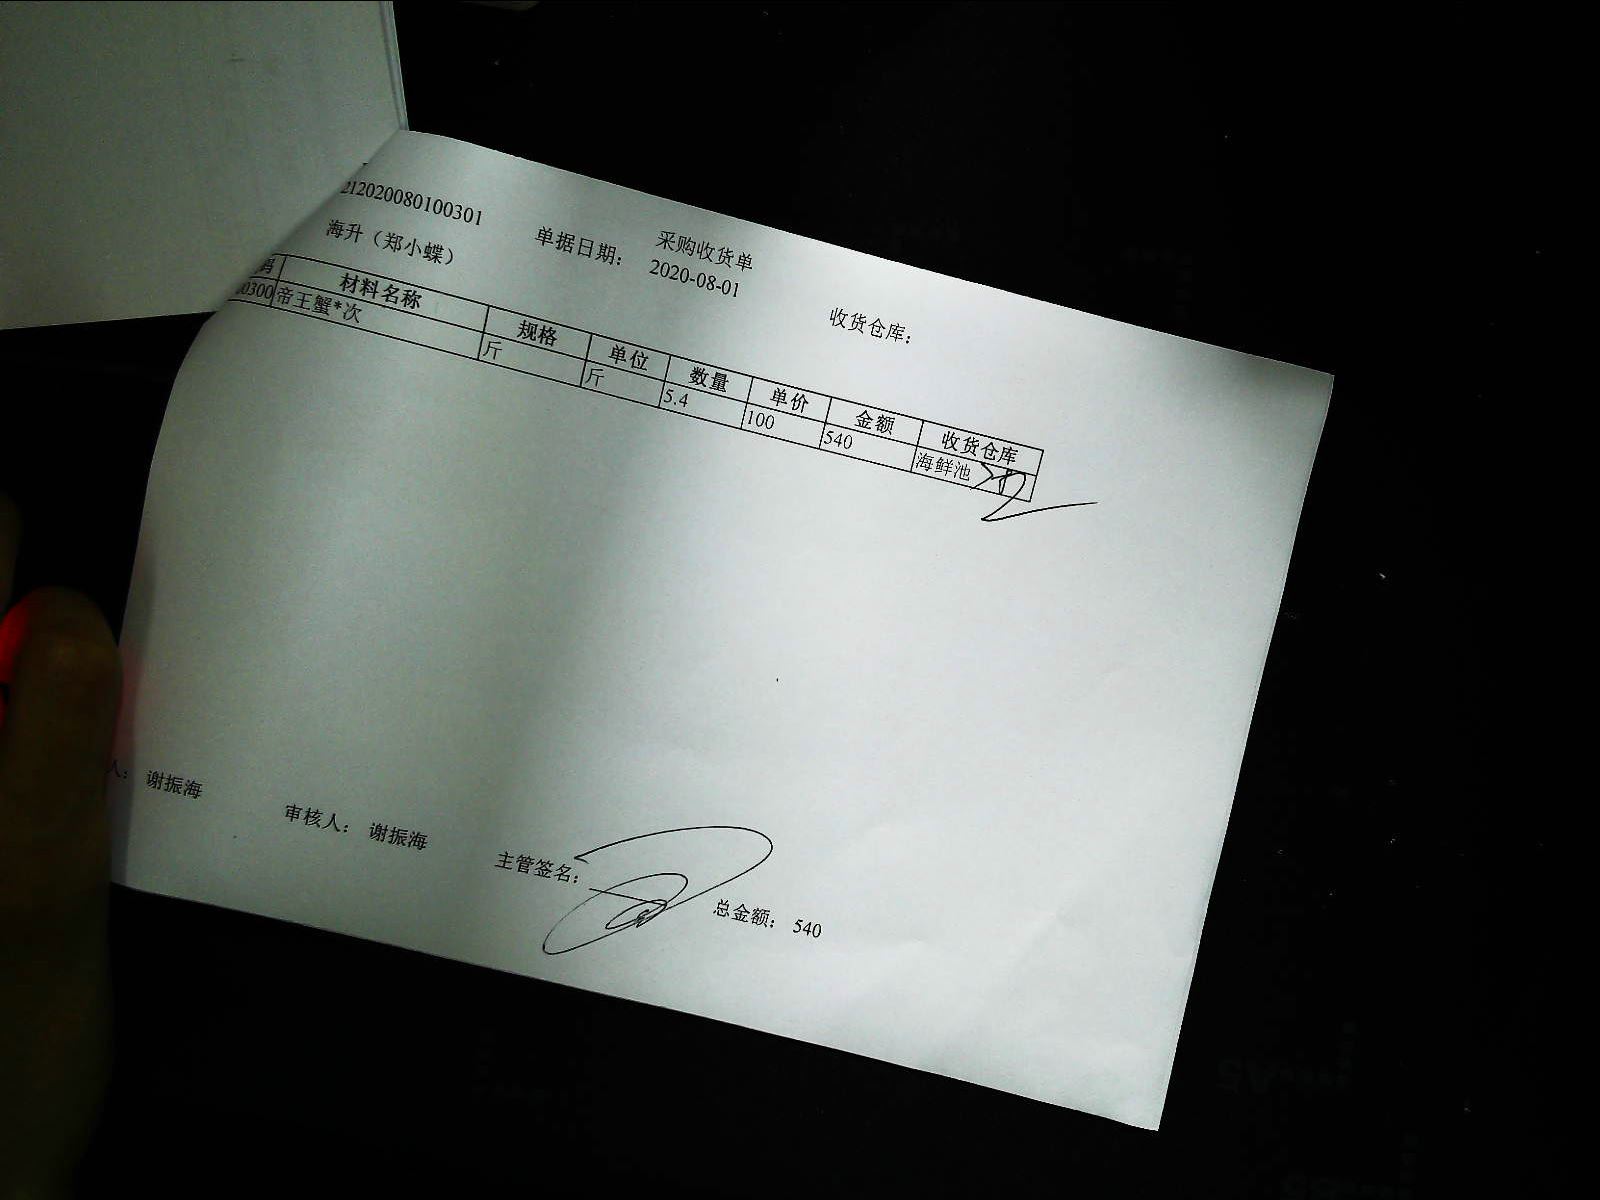 采购收货单
212020080100301 单据日期: 2020-08-01 收货仓库:
海升（郑小蝶）
码 材料名称 规格 单位 数量 单价 金额 收货仓库
0300 帝王蟹*次 斤 斤 5.4 100 540 海鲜池
人: 谢振海 审核人: 谢振海 主管签名: 总金额: 540